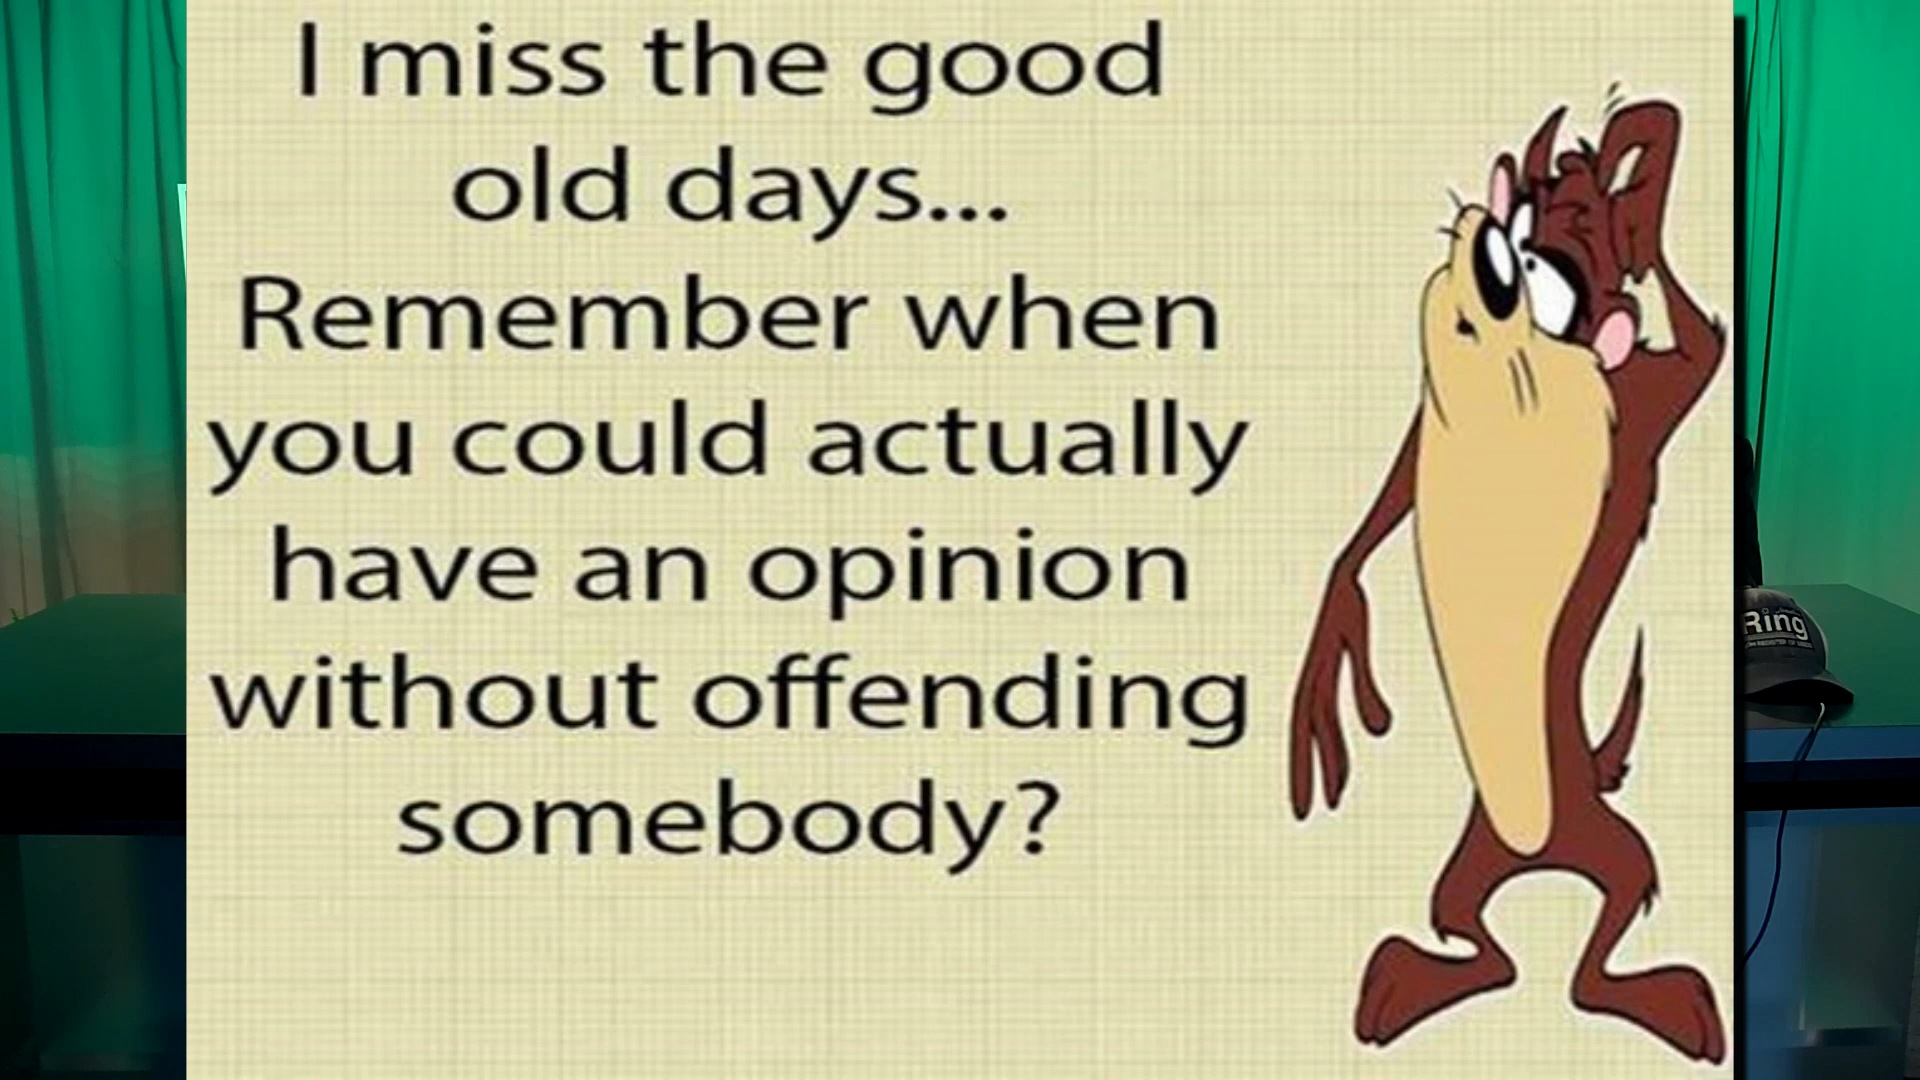 I miss the good
old days...
Remember when
you could actually
have an opinion
without offending
somebody?
Ring